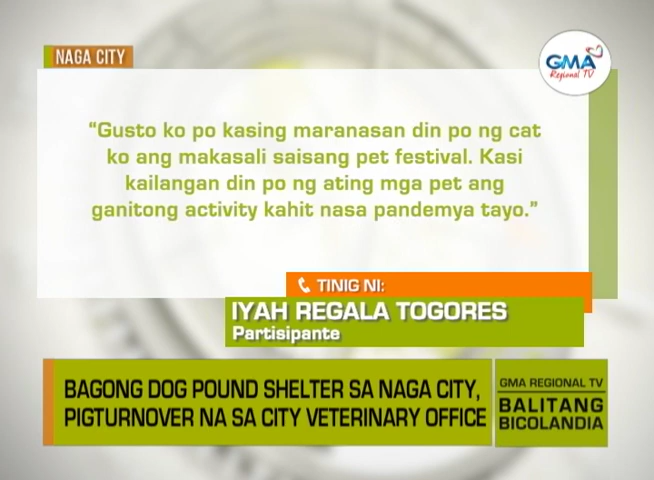 NAGA CITY
GMA
Regional TV
“Gusto ko po kasing maranasan din po ng cat
ko ang makasali saisang pet festival. Kasi
kailangan din po ng ating mga pet ang
ganitong activity kahit nasa pandemya tayo.”
TINIG NI:
IYAH REGALA TOGORES
Partisipante
BAGONG DOG POUND SHELTER SA NAGA CITY,
PIGTURNOVER NA SA CITY VETERINARY OFFICE
GMA REGIONAL TV
BALITANG
BICOLANDIA